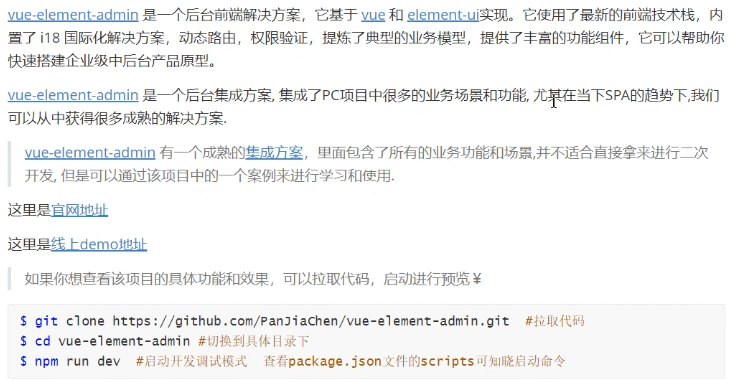 vue-element-admin 是一个后台前端解决方案，它基于 vue 和 element-ui实现。它使用了最新的前端技术栈，内
置了 i18 国际化解决方案，动态路由，权限验证，提炼了典型的业务模型，提供了丰富的功能组件，它可以帮助你
快速搭建企业级中后台产品原型。
vue-element-admin 是一个后台集成方案, 集成了PC项目中很多的业务场景和功能, 尤其在当下SPA的趋势下,我们
可以从中获得很多成熟的解决方案.
vue-element-admin 有一个成熟的集成方案，里面包含了所有的业务功能和场景,并不适合直接拿来进行二次
开发, 但是可以通过该项目中的一个案例来进行学习和使用.
这里是官网地址
这里是线上demo地址
如果你想查看该项目的具体功能和效果，可以拉取代码，启动进行预览¥
$ git clone https://github.com/PanJiaChen/vue-element-admin.git  #拉取代码
$ cd vue-element-admin #切换到具体目录下
$ npm run dev  #启动开发调试模式  查看package.json文件的scripts可知晓启动命令